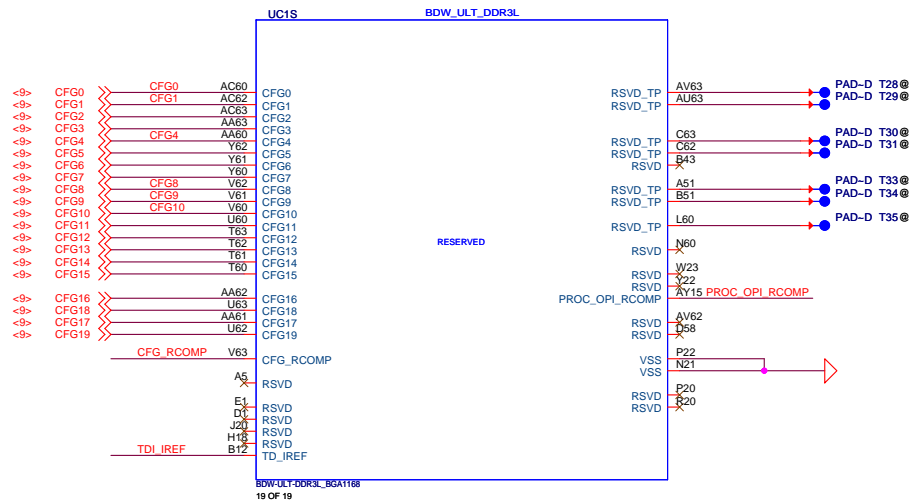 UC1S BDW_ULT_DDR3L
<9> CFG0 CFG0 AC60 CFG0 RSVD_TP AV63 PAD~D T28@
<9> CFG1 CFG1 AC62 CFG1 RSVD_TP AU63 PAD~D T29@
<9> CFG2 AC63 CFG2
<9> CFG3 AA63 CFG3
<9> CFG4 CFG4 AA60 CFG4 RSVD_TP C63 PAD~D T30@
<9> CFG5 Y62 CFG5 RSVD_TP C62 PAD~D T31@
<9> CFG6 Y61 CFG6 RSVD B43
<9> CFG7 Y60 CFG7
<9> CFG8 CFG8 V62 CFG8 RSVD_TP A51 PAD~D T33@
<9> CFG9 CFG9 V61 CFG9 RSVD_TP B51 PAD~D T34@
<9> CFG10 CFG10 V60 CFG10
<9> CFG11 U60 CFG11 RSVD_TP L60 PAD~D T35@
<9> CFG12 T63 CFG12
<9> CFG13 T62 CFG13 RESERVED RSVD N60
<9> CFG14 T61 CFG14
<9> CFG15 T60 CFG15 RSVD W23
RSVD Y22
<9> CFG16 AA62 CFG16 PROC_OPI_RCOMP AY15 PROC_OPI_RCOMP
<9> CFG18 U63 CFG18
<9> CFG17 AA61 CFG17 RSVD AV62
<9> CFG19 U62 CFG19 RSVD D58
CFG_RCOMP V63 CFG_RCOMP VSS P22
VSS N21
A5 RSVD
RSVD P20
E1 RSVD RSVD R20
D1 RSVD
J20 RSVD
H18 RSVD
TDI_IREF B12 TD_IREF
BDW-ULT-DDR3L_BGA1168
19 OF 19